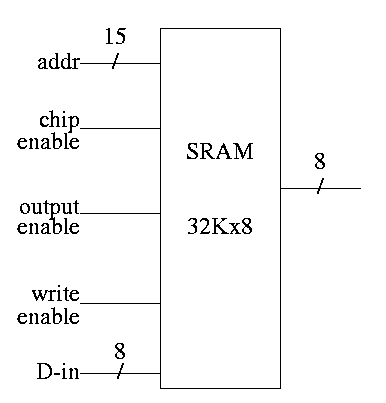 15
addr
chip
enable
SRAM
8
output
enable
32Kx8
write
enable
8
D-in